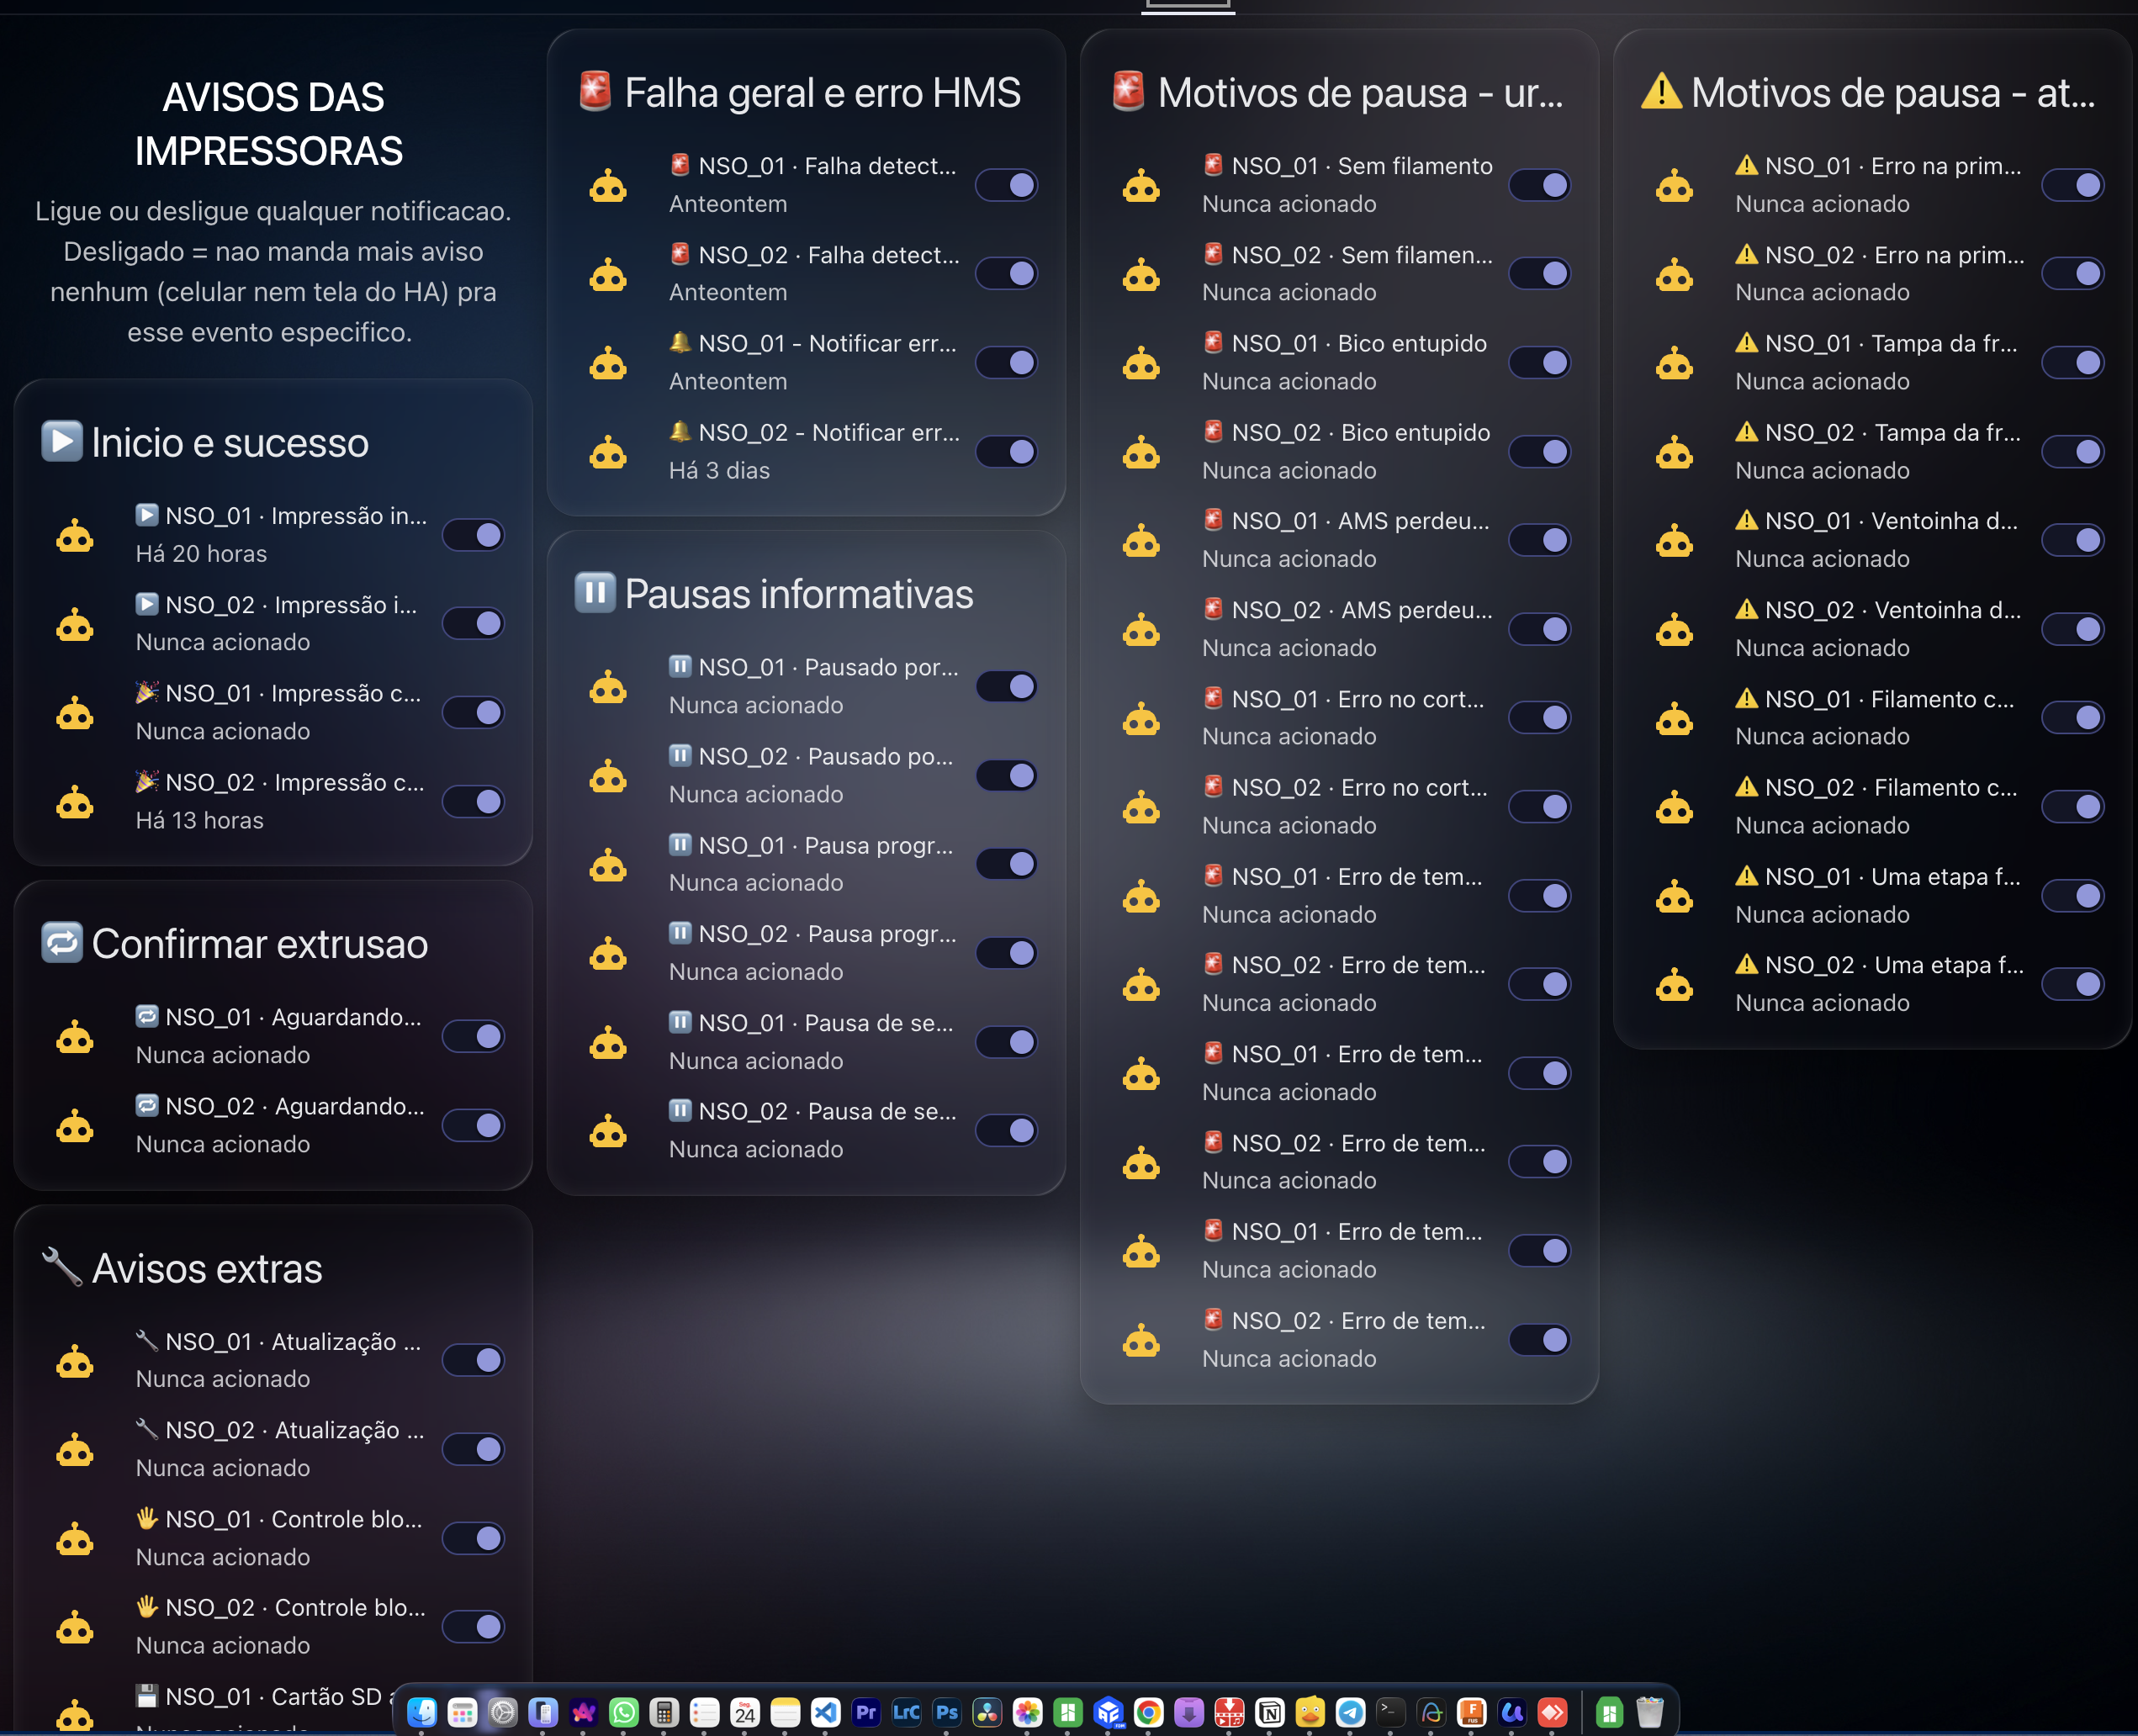 AVISOS DAS
IMPRESSORAS
Ligue ou desligue qualquer notificacao.
Desligado = nao manda mais aviso
nenhum (celular nem tela do HA) pra
esse evento especifico.
Inicio e sucesso
NSO_01 · Impressão in...
Há 20 horas
NSO_02 · Impressão i...
Nunca acionado
NSO_01 · Impressão c...
Nunca acionado
NSO_02 · Impressão c...
Há 13 horas
Confirmar extrusao
NSO_01 · Aguardando...
Nunca acionado
NSO_02 · Aguardando...
Nunca acionado
Avisos extras
NSO_01 · Atualização ...
Nunca acionado
NSO_02 · Atualização ...
Nunca acionado
NSO_01 · Controle blo...
Nunca acionado
NSO_02 · Controle blo...
Nunca acionado
NSO_01 · Cartão SD
Falha geral e erro HMS
NSO_01 · Falha detect...
Anteontem
NSO_02 · Falha detect...
Anteontem
NSO_01 - Notificar err...
Anteontem
NSO_02 - Notificar err...
Há 3 dias
Pausas informativas
NSO_01 · Pausado por...
Nunca acionado
NSO_02 · Pausado po...
Nunca acionado
NSO_01 · Pausa progr...
Nunca acionado
NSO_02 · Pausa progr...
Nunca acionado
NSO_01 · Pausa de se...
Nunca acionado
NSO_02 · Pausa de se...
Nunca acionado
Motivos de pausa - ur...
NSO_01 · Sem filamento
Nunca acionado
NSO_02 · Sem filamen...
Nunca acionado
NSO_01 · Bico entupido
Nunca acionado
NSO_02 · Bico entupido
Nunca acionado
NSO_01 · AMS perdeu...
Nunca acionado
NSO_02 · AMS perdeu...
Nunca acionado
NSO_01 · Erro no cort...
Nunca acionado
NSO_02 · Erro no cort...
Nunca acionado
NSO_01 · Erro de tem...
Nunca acionado
NSO_02 · Erro de tem...
Nunca acionado
NSO_01 · Erro de tem...
Nunca acionado
NSO_02 · Erro de tem...
Nunca acionado
NSO_01 · Erro de tem...
Nunca acionado
NSO_02 · Erro de tem...
Nunca acionado
Motivos de pausa - at...
NSO_01 · Erro na prim...
Nunca acionado
NSO_02 · Erro na prim...
Nunca acionado
NSO_01 · Tampa da fr...
Nunca acionado
NSO_02 · Tampa da fr...
Nunca acionado
NSO_01 · Ventoinha d...
Nunca acionado
NSO_02 · Ventoinha d...
Nunca acionado
NSO_01 · Filamento c...
Nunca acionado
NSO_02 · Filamento c...
Nunca acionado
NSO_01 · Uma etapa f...
Nunca acionado
NSO_02 · Uma etapa f...
Nunca acionado
Seg.
24
Pr
LrC
Ps
F
FUS